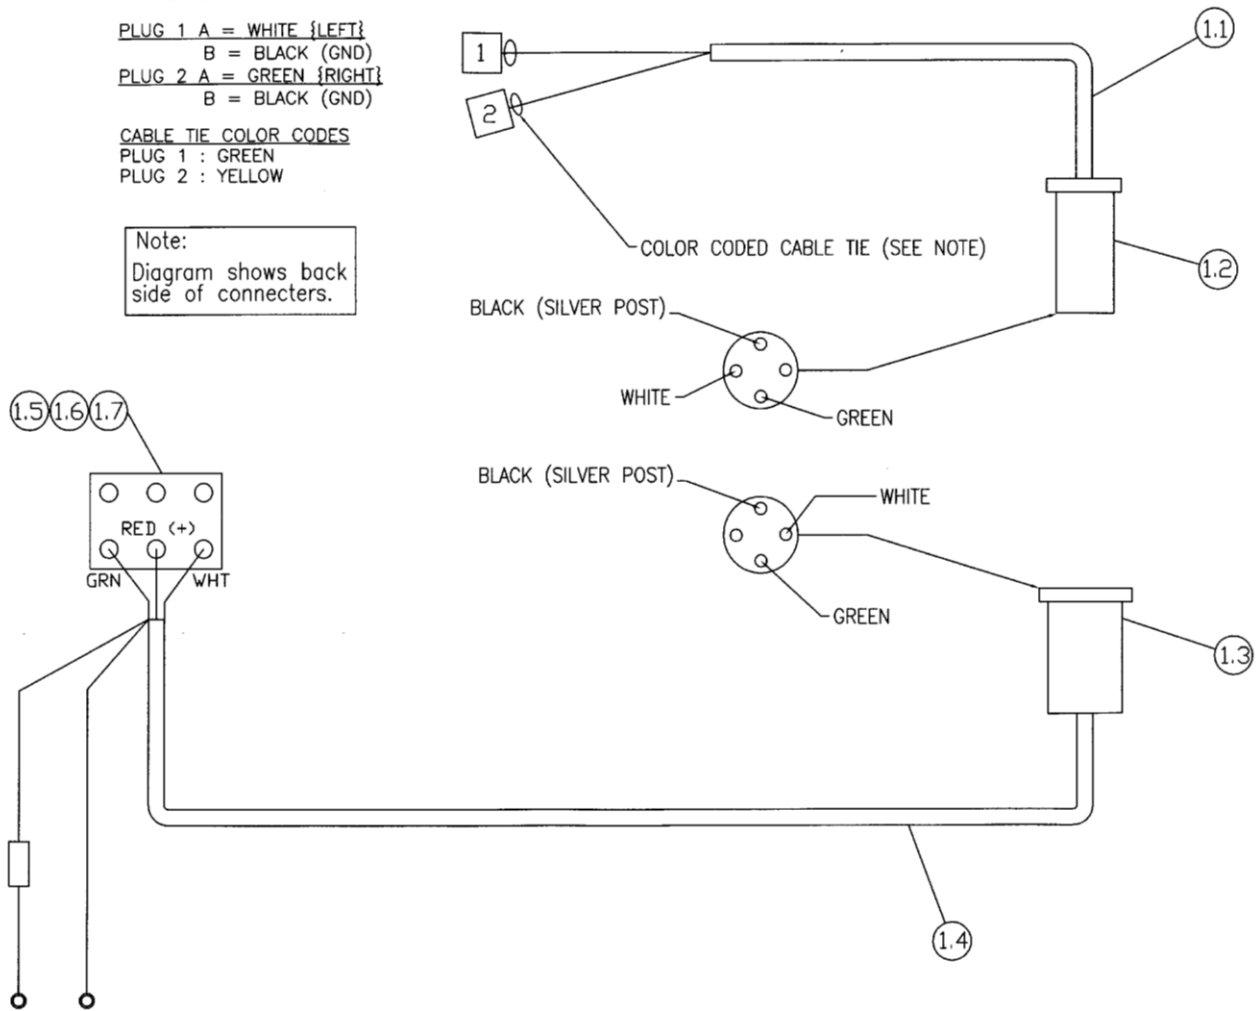 PLUG 1 A = WHITE {LEFT}
B = BLACK (GND)
PLUG 2 A = GREEN {RIGHT}
B = BLACK (GND)
CABLE TIE COLOR CODES
PLUG 1 : GREEN
PLUG 2 : YELLOW
Note:
Diagram shows back
side of connecters.
1
2
1.1
COLOR CODED CABLE TIE (SEE NOTE)
1.2
BLACK (SILVER POST)
WHITE
GREEN
1.5 1.6 1.7
RED (+)
GRN WHT
BLACK (SILVER POST)
WHITE
GREEN
1.3
1.4